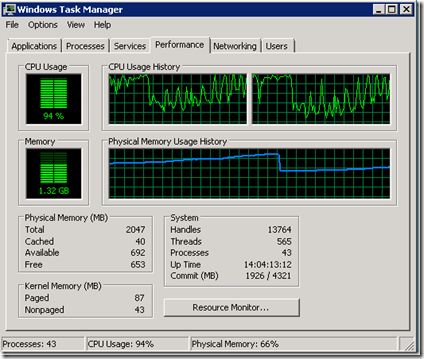 Windows Task Manager
File Options View Help
Applications Processes Services Performance Networking Users
CPU Usage CPU Usage History
94 %
Memory Physical Memory Usage History
1.32 GB
Physical Memory (MB)
Total 2047
Cached 40
Available 692
Free 653
System
Handles 13764
Threads 565
Processes 43
Up Time 14:04:13:12
Commit (MB) 1926 / 4321
Kernel Memory (MB)
Paged 87
Nonpaged 43
Resource Monitor...
Processes: 43 CPU Usage: 94% Physical Memory: 66%